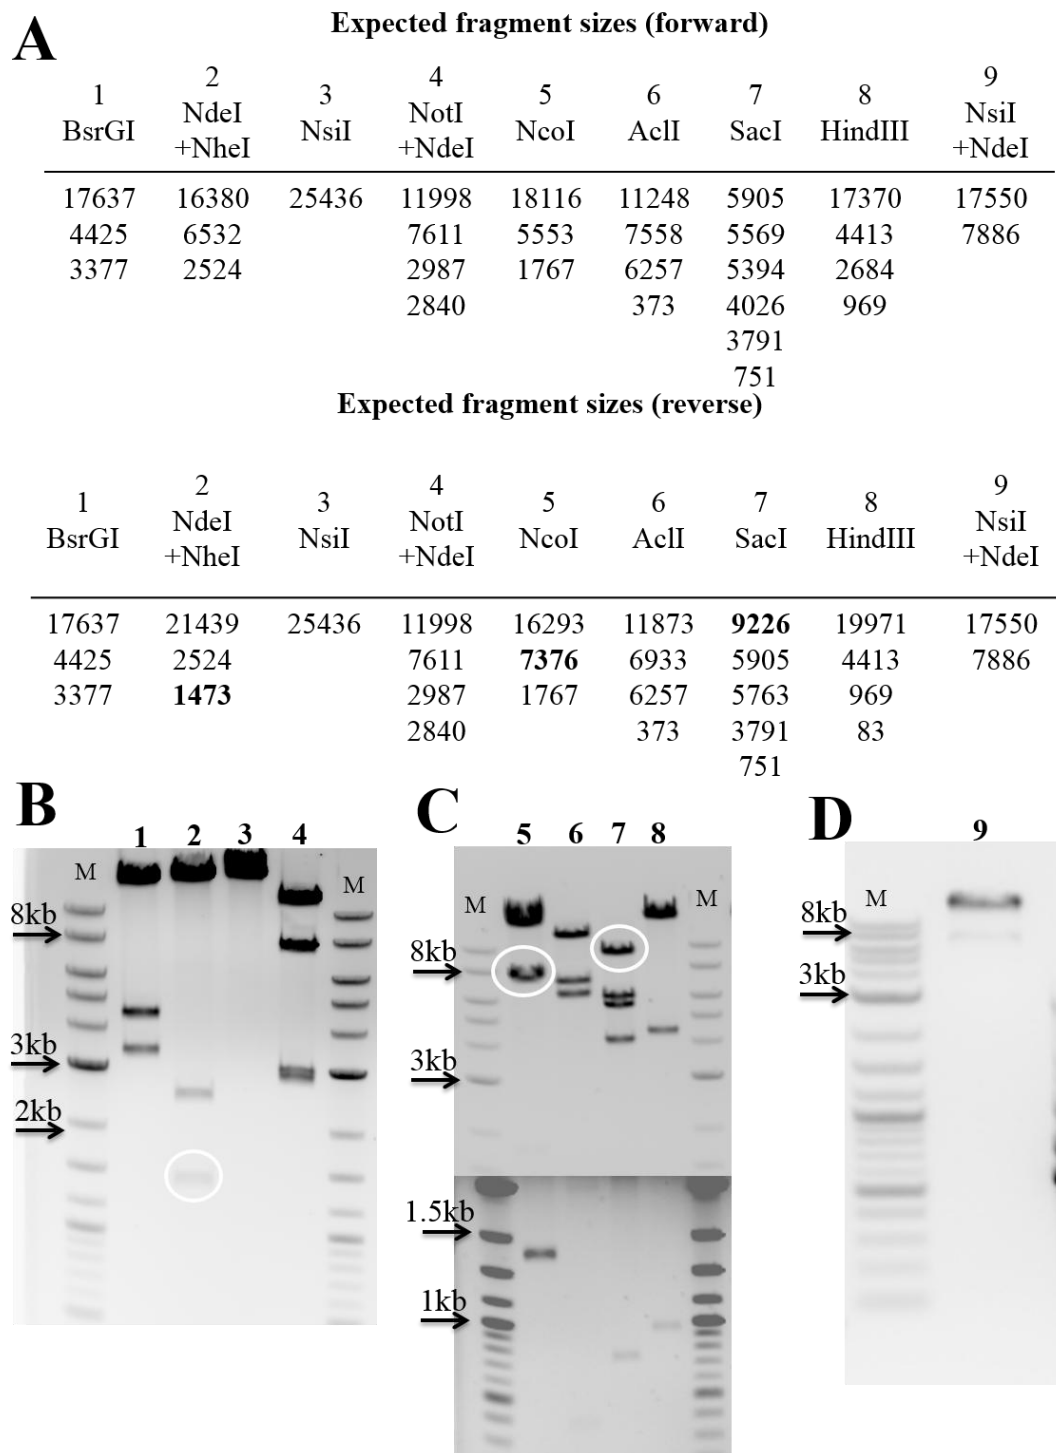 A
Expected fragment sizes (forward)
1 2 3 4 5 6 7 8 9
BsrGI NdeI +NheI NsiI NotI +NdeI NcoI AclI SacI HindIII NsiI +NdeI
17637 16380 25436 11998 18116 11248 5905 17370 17550
4425 6532 7611 5553 7558 5569 4413 7886
3377 2524 2987 1767 6257 5394 2684
2840 373 4026 969
3791
751
Expected fragment sizes (reverse)
1 2 3 4 5 6 7 8 9
BsrGI NdeI +NheI NsiI NotI +NdeI NcoI AclI SacI HindIII NsiI +NdeI
17637 21439 25436 11998 16293 11873 9226 19971 17550
4425 2524 7611 7376 6933 5905 4413 7886
3377 1473 2987 1767 6257 5763 969
2840 373 3791 83
751
B
1 2 3 4
M M
8kb
3kb
2kb
C
5 6 7 8
M M
8kb
3kb
1.5kb
1kb
D
9
M
8kb
3kb